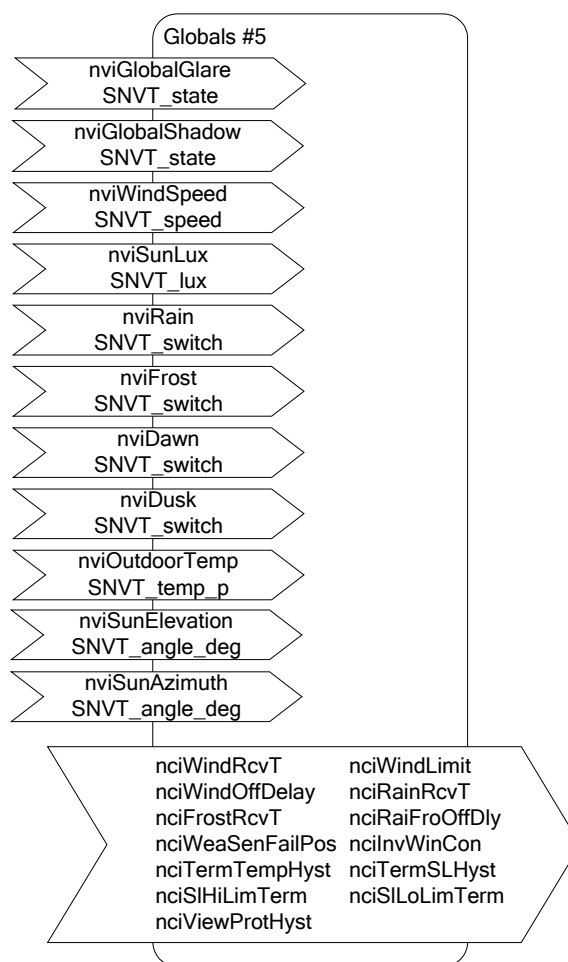 Globals #5
nviGlobalGlare
SNVT_state
nviGlobalShadow
SNVT_state
nviWindSpeed
SNVT_speed
nviSunLux
SNVT_lux
nviRain
SNVT_switch
nviFrost
SNVT_switch
nviDawn
SNVT_switch
nviDusk
SNVT_switch
nviOutdoorTemp
SNVT_temp_p
nviSunElevation
SNVT_angle_deg
nviSunAzimuth
SNVT_angle_deg
nciWindRcvT nciWindLimit
nciWindOffDelay nciRainRcvT
nciFrostRcvT nciRaiFroOffDly
nciWeaSenFailPos nciInvWinCon
nciTermTempHyst nciTermSLHyst
nciSlHiLimTerm nciSlLoLimTerm
nciViewProtHyst